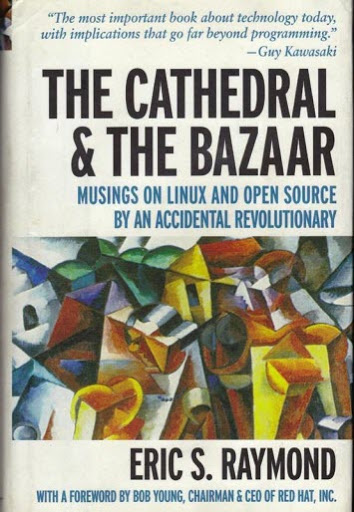 "The most important book about technology today,
with implications that go far beyond programming."
—Guy Kawasaki
THE CATHEDRAL
& THE BAZAAR
MUSINGS ON LINUX AND OPEN SOURCE
BY AN ACCIDENTAL REVOLUTIONARY
ERIC S. RAYMOND
WITH A FOREWORD BY BOB YOUNG, CHAIRMAN & CEO OF RED HAT, INC.